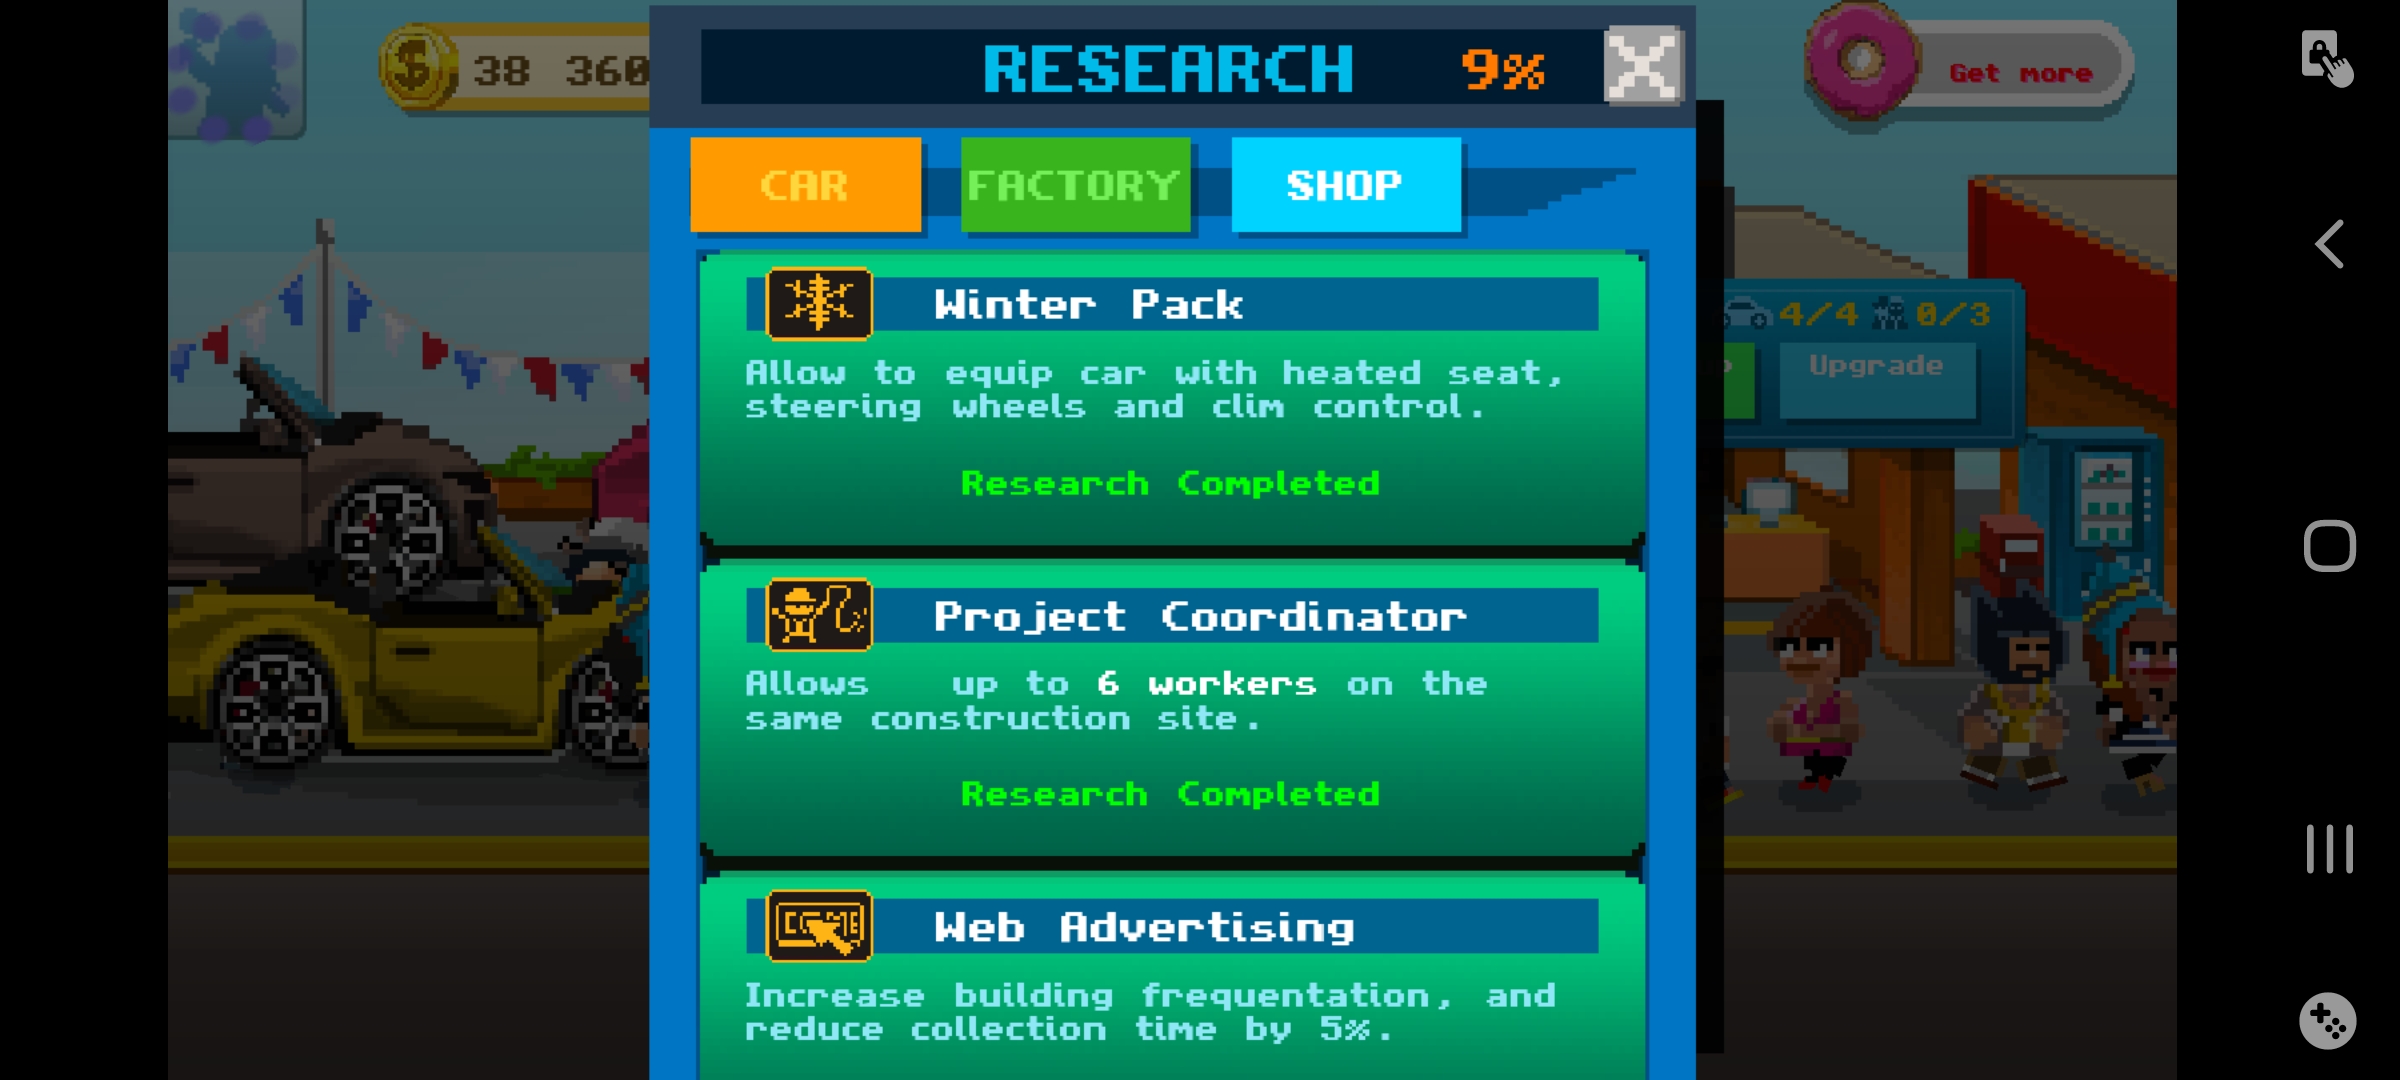 38 360
RESEARCH 9%
Get more
CAR FACTORY SHOP
Winter Pack
Allow to equip car with heated seat,
steering wheels and clim control.
Research Completed
4/4 0/3
Upgrade
Project Coordinator
Allows up to 6 workers on the
same construction site.
Research Completed
Web Advertising
Increase building frequentation, and
reduce collection time by 5%.